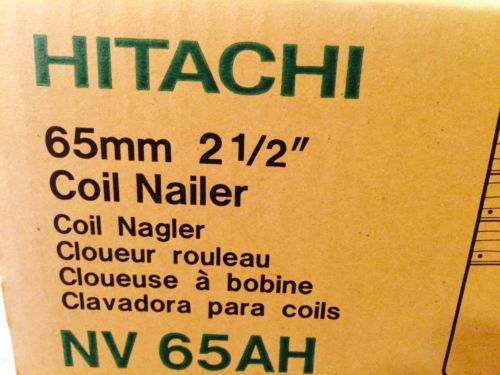 HITACHI
65mm 2 1/2"
Coil Nailer
Coil Nagler
Cloueur rouleau
Cloueuse à bobine
Clavadora para coils
NV 65AH